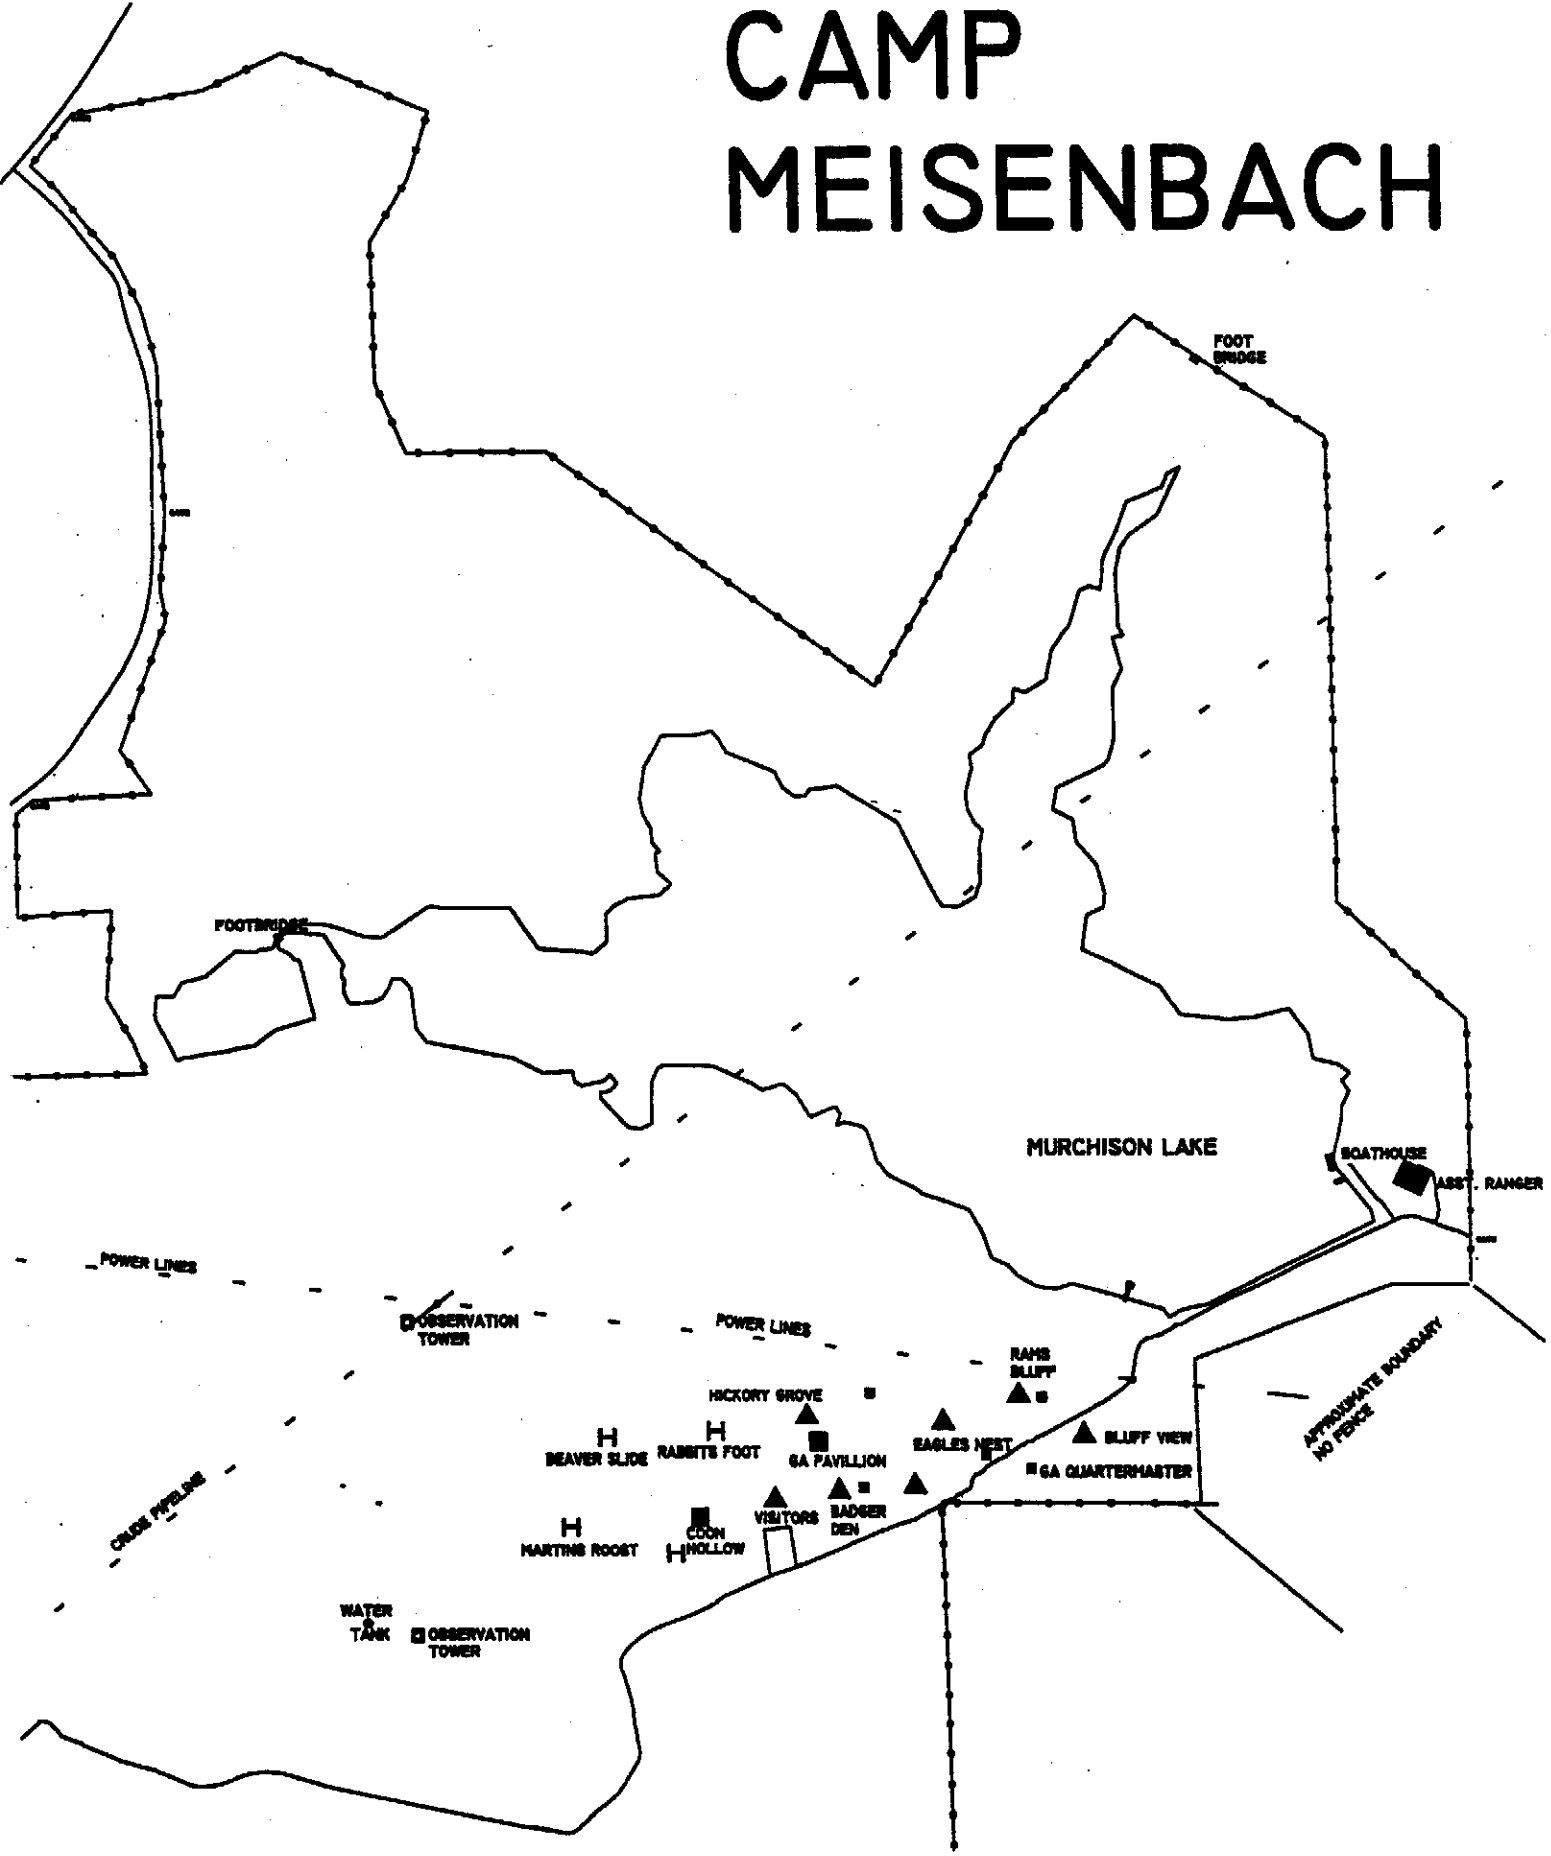 CAMP
MEISENBACH
FOOT
BRIDGE
FOOTBRIDGE
MURCHISON LAKE
BOATHOUSE
ASST. RANGER
POWER LINES
OBSERVATION
TOWER
POWER LINES
RAMS
BLUFF
HICKORY GROVE
APPROXIMATE BOUNDARY
NO FENCE
BEAVER SLIDE
RABBITS FOOT
GA PAVILLION
EAGLES NEST
BLUFF VIEW
GA QUARTERMASTER
CRUDE PIPELINE
VISITORS
BADGER
DEN
MARTINS ROOST
COON
HOLLOW
WATER
TANK
OBSERVATION
TOWER